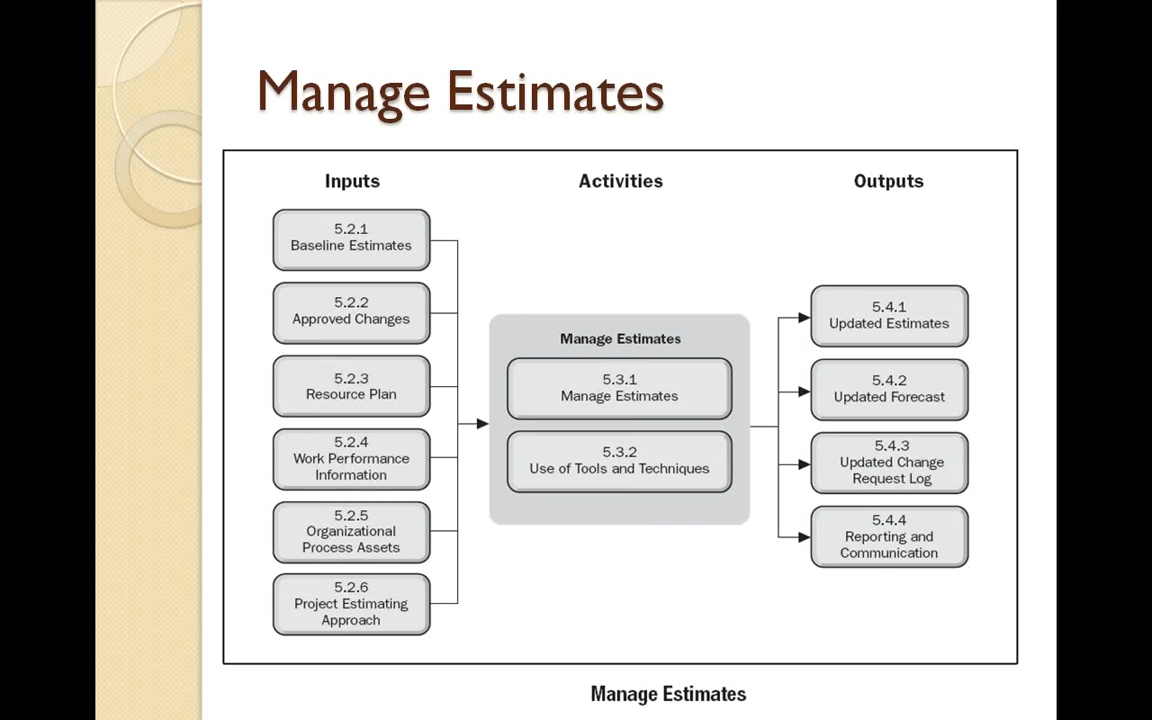 Manage Estimates
Inputs
Activities
Outputs
5.2.1
Baseline Estimates
5.2.2
Approved Changes
5.2.3
Resource Plan
5.2.4
Work Performance
Information
5.2.5
Organizational
Process Assets
5.2.6
Project Estimating
Approach
Manage Estimates
5.3.1
Manage Estimates
5.3.2
Use of Tools and Techniques
5.4.1
Updated Estimates
5.4.2
Updated Forecast
5.4.3
Updated Change
Request Log
5.4.4
Reporting and
Communication
Manage Estimates